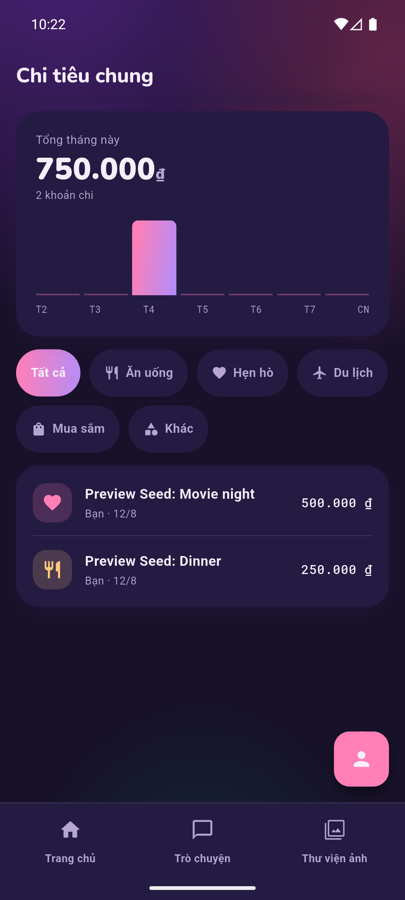 10:22
Chi tiêu chung
Tổng tháng này
750.000₫
2 khoản chi
T2 T3 T4 T5 T6 T7 CN
Tất cả Ăn uống Hẹn hò Du lịch
Mua sắm Khác
Preview Seed: Movie night
Bạn · 12/8
500.000 ₫
Preview Seed: Dinner
Bạn · 12/8
250.000 ₫
Trang chủ Trò chuyện Thư viện ảnh